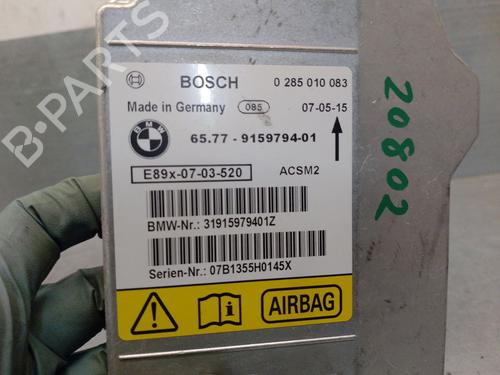 BOSCH 0 285 010 083
Made in Germany 085 07-05-15
BMW 65.77 - 9159794-01
E89x-07-03-520 ACSM2
BMW-Nr.: 31915979401Z
Serien-Nr.: 07B1355H0145X
AIRBAG
20802
B-PARTS